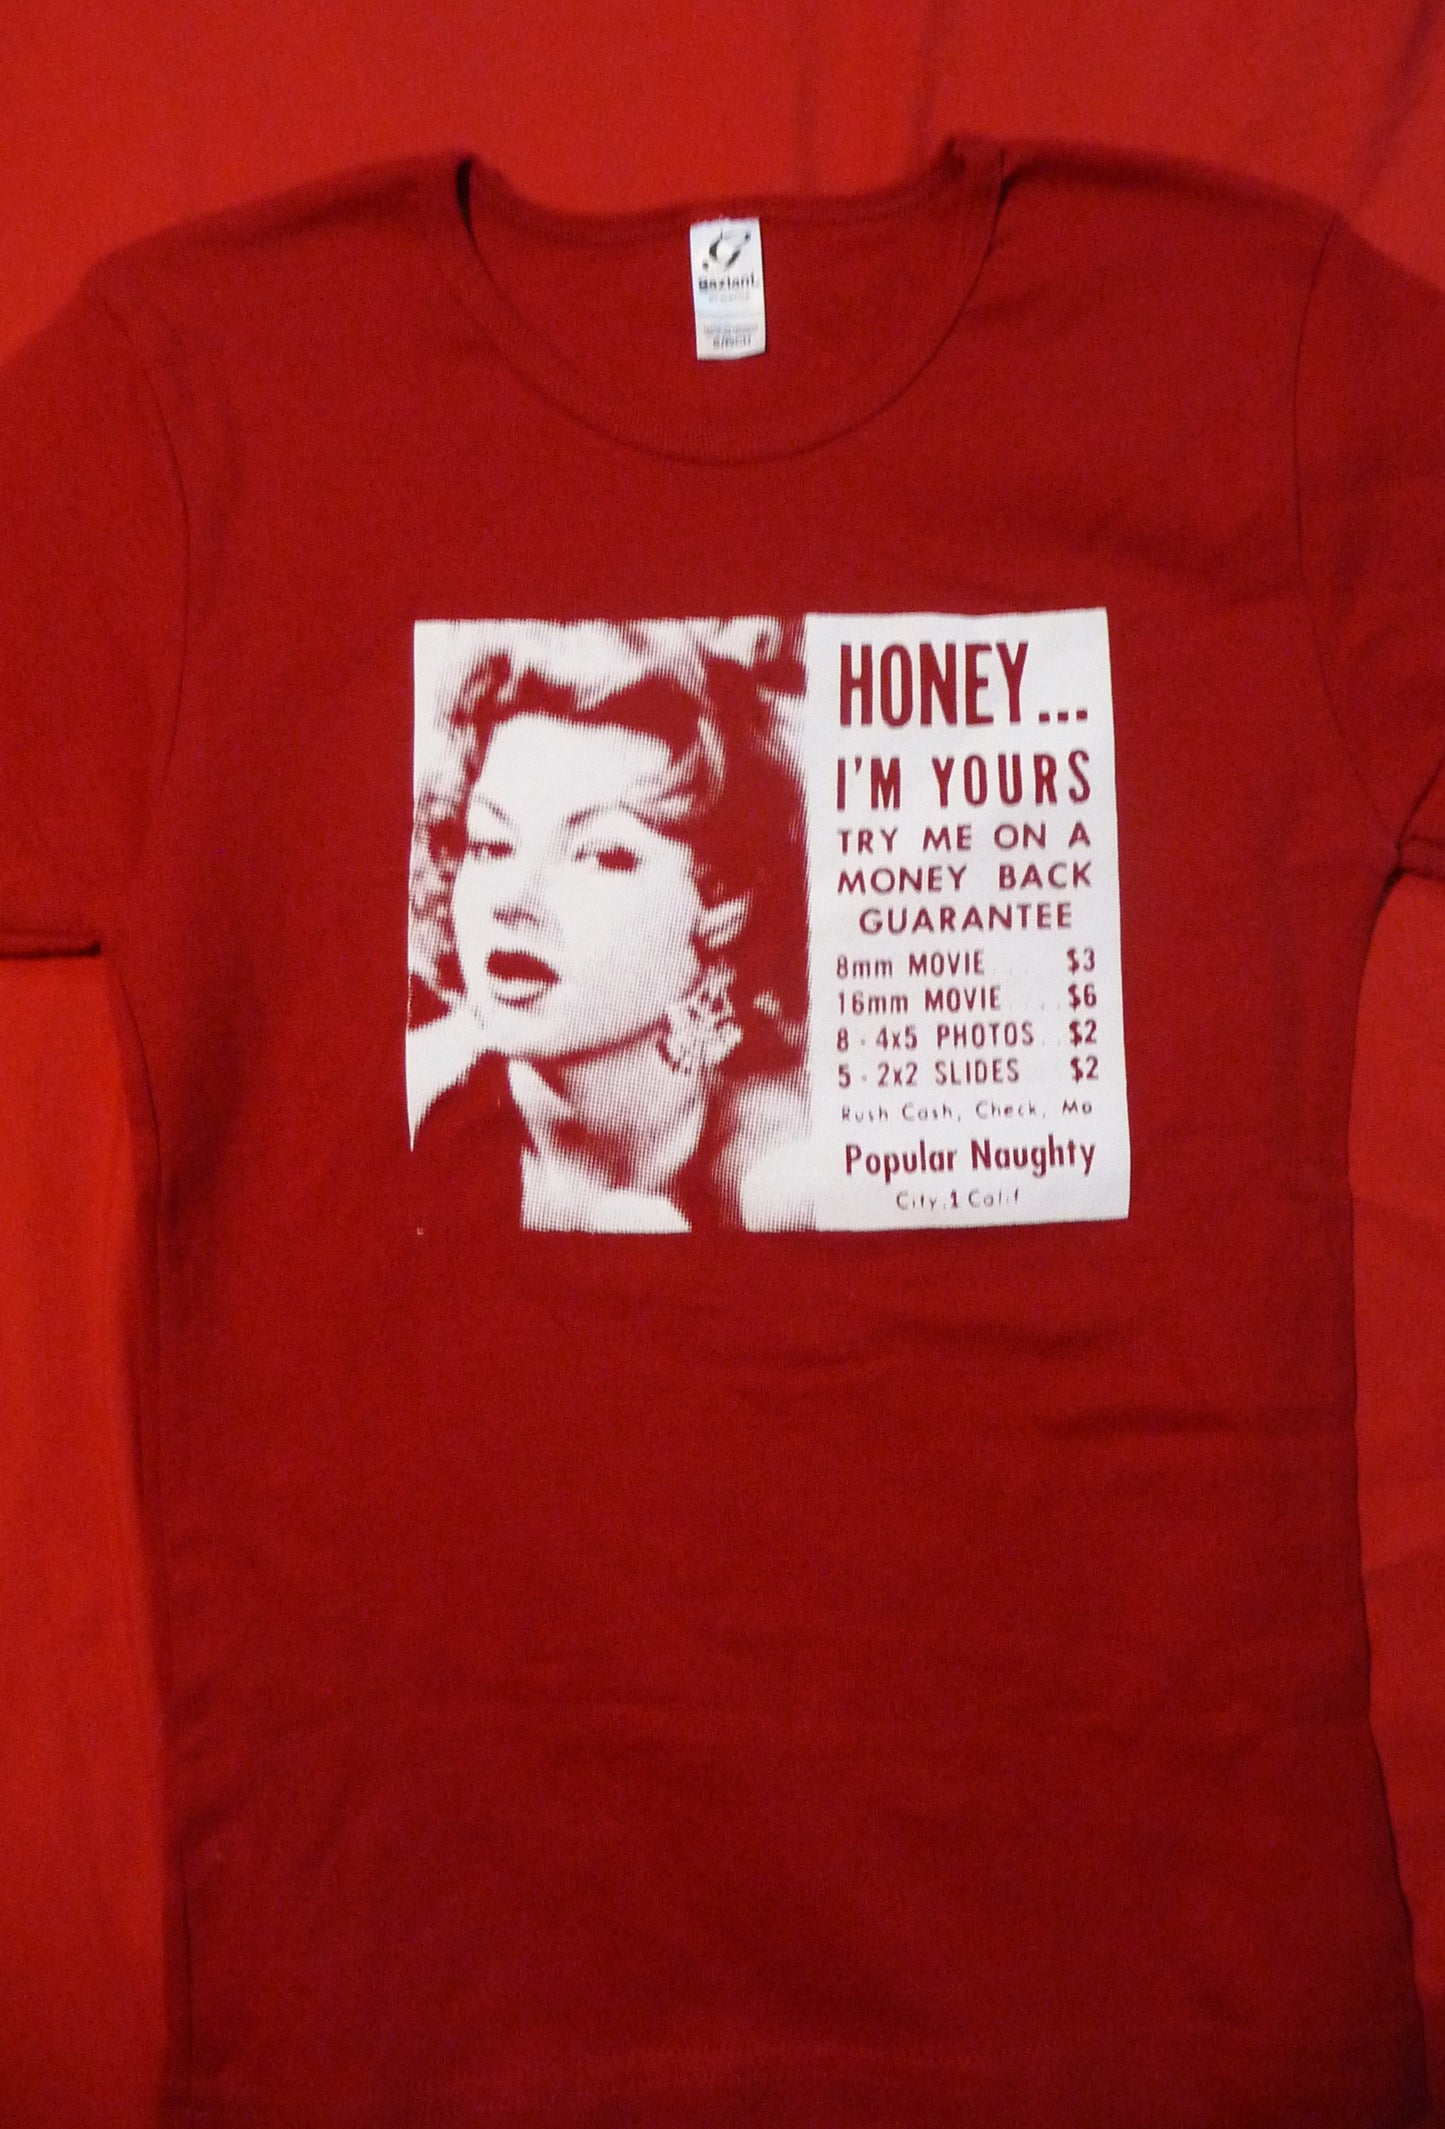 Gaziani
HONEY...
I'M YOURS
TRY ME ON A
MONEY BACK
GUARANTEE
8mm MOVIE $3
16mm MOVIE .... $6
8 - 4x5 PHOTOS .. $2
5 - 2x2 SLIDES $2
Rush Cash, Check, Mo
Popular Naughty
City,1 Calif